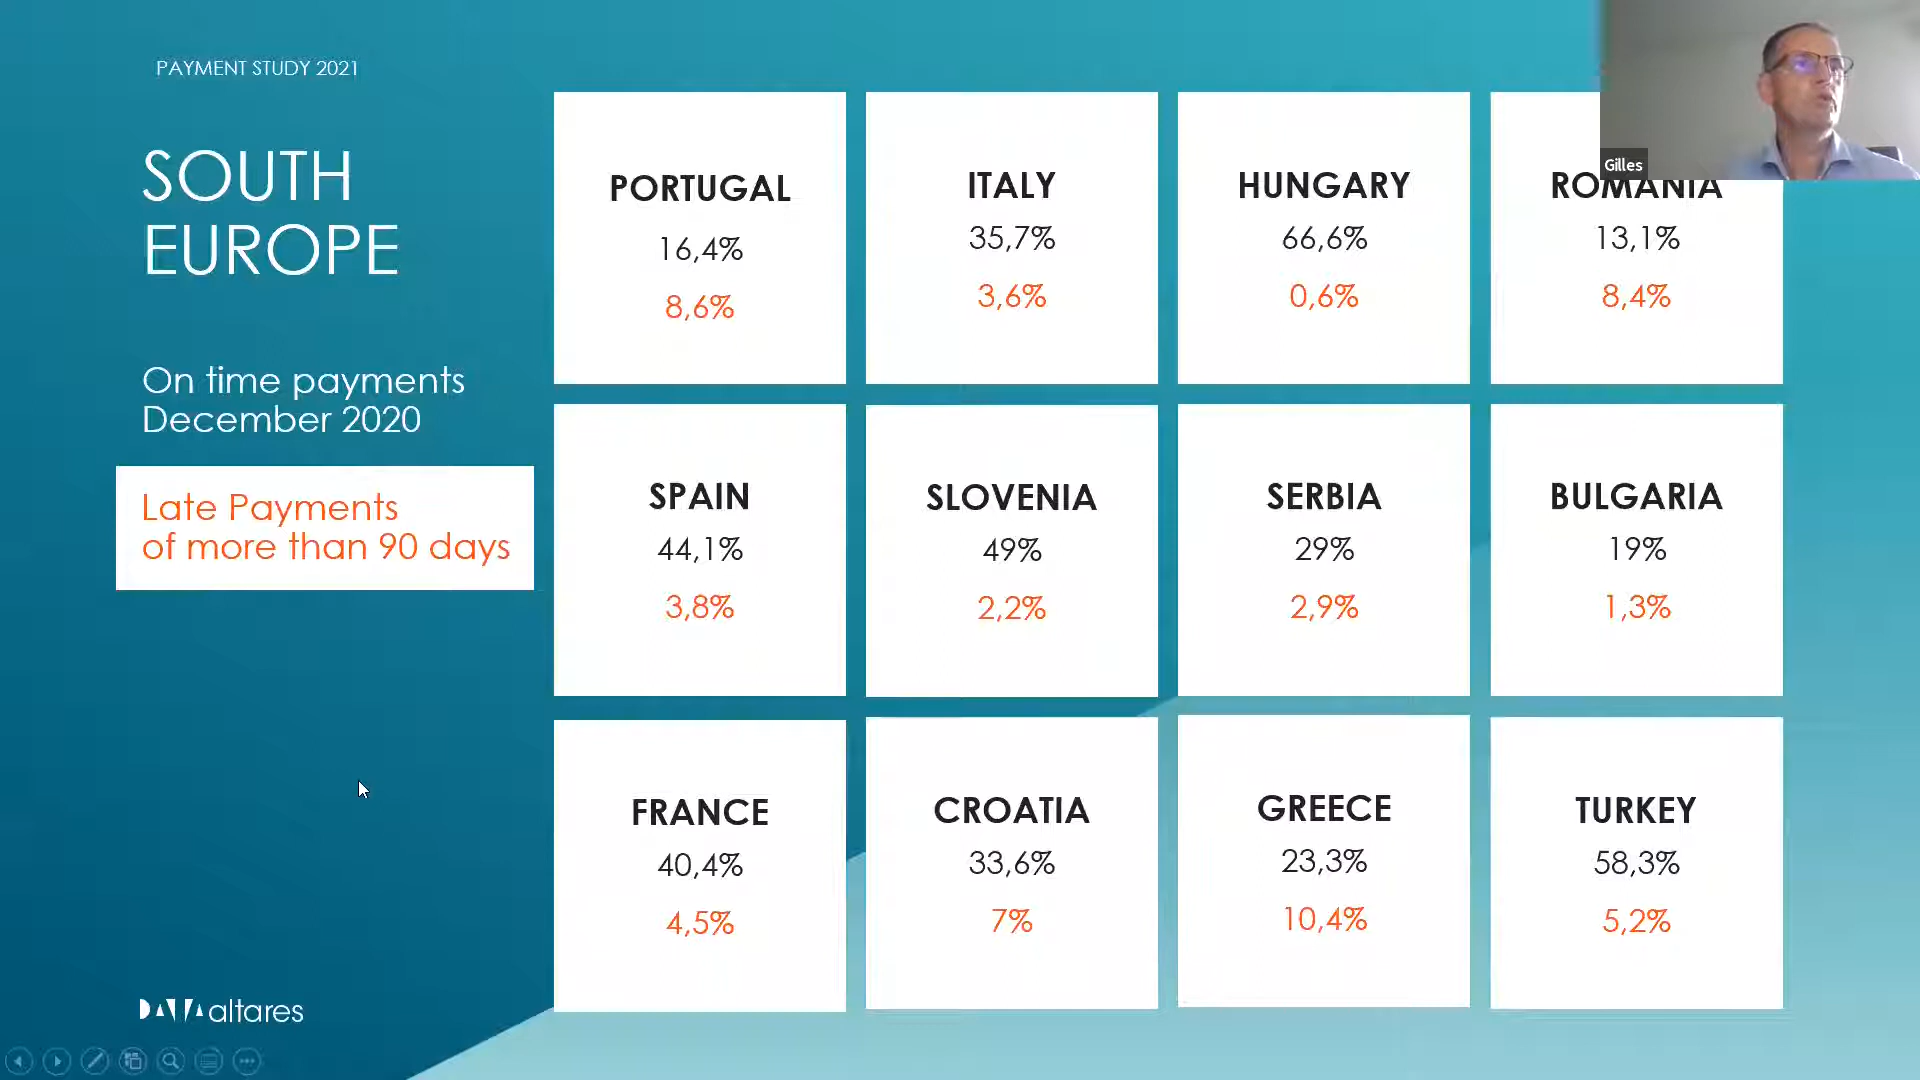 PAYMENT STUDY 2021
SOUTH
EUROPE
On time payments
December 2020
Late Payments
of more than 90 days
PORTUGAL
16,4%
8,6%
ITALY
35,7%
3,6%
HUNGARY
66,6%
0,6%
ROMANIA
13,1%
8,4%
SPAIN
44,1%
3,8%
SLOVENIA
49%
2,2%
SERBIA
29%
2,9%
BULGARIA
19%
1,3%
FRANCE
40,4%
4,5%
CROATIA
33,6%
7%
GREECE
23,3%
10,4%
TURKEY
58,3%
5,2%
Gilles
DATA altares